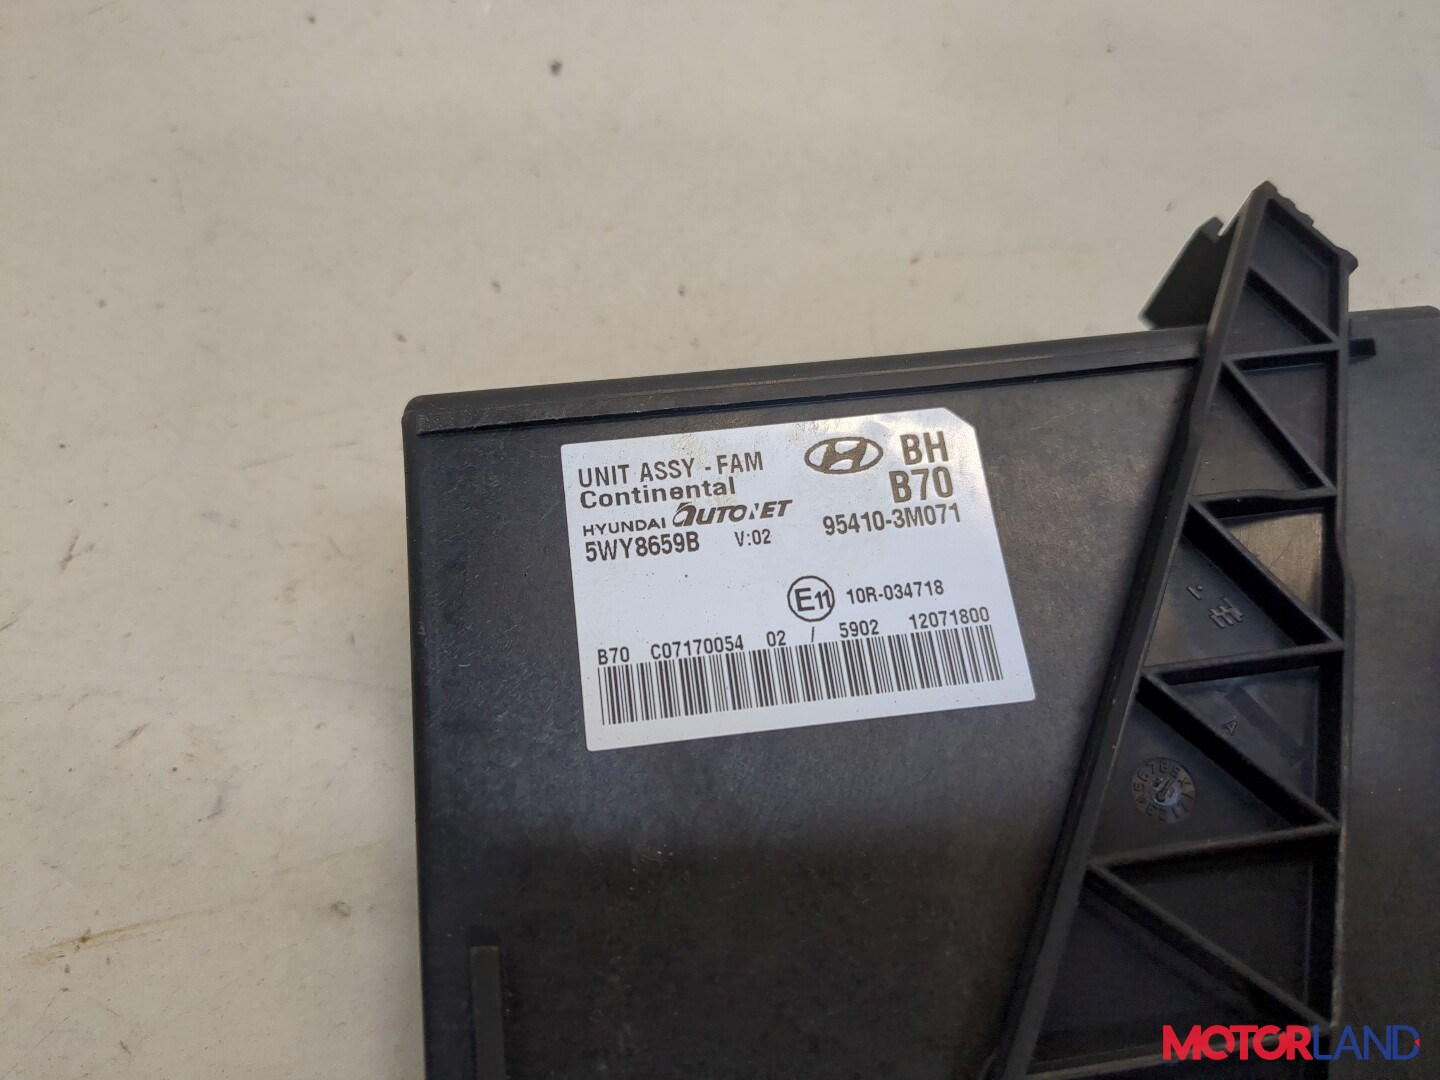 UNIT ASSY - FAM
Continental
HYUNDAI AUTONET
5WY8659B V:02
BH
B70
95410-3M071
E11 10R-034718
B70 C07170054 02 / 5902 12071800
A
MOTORLAND